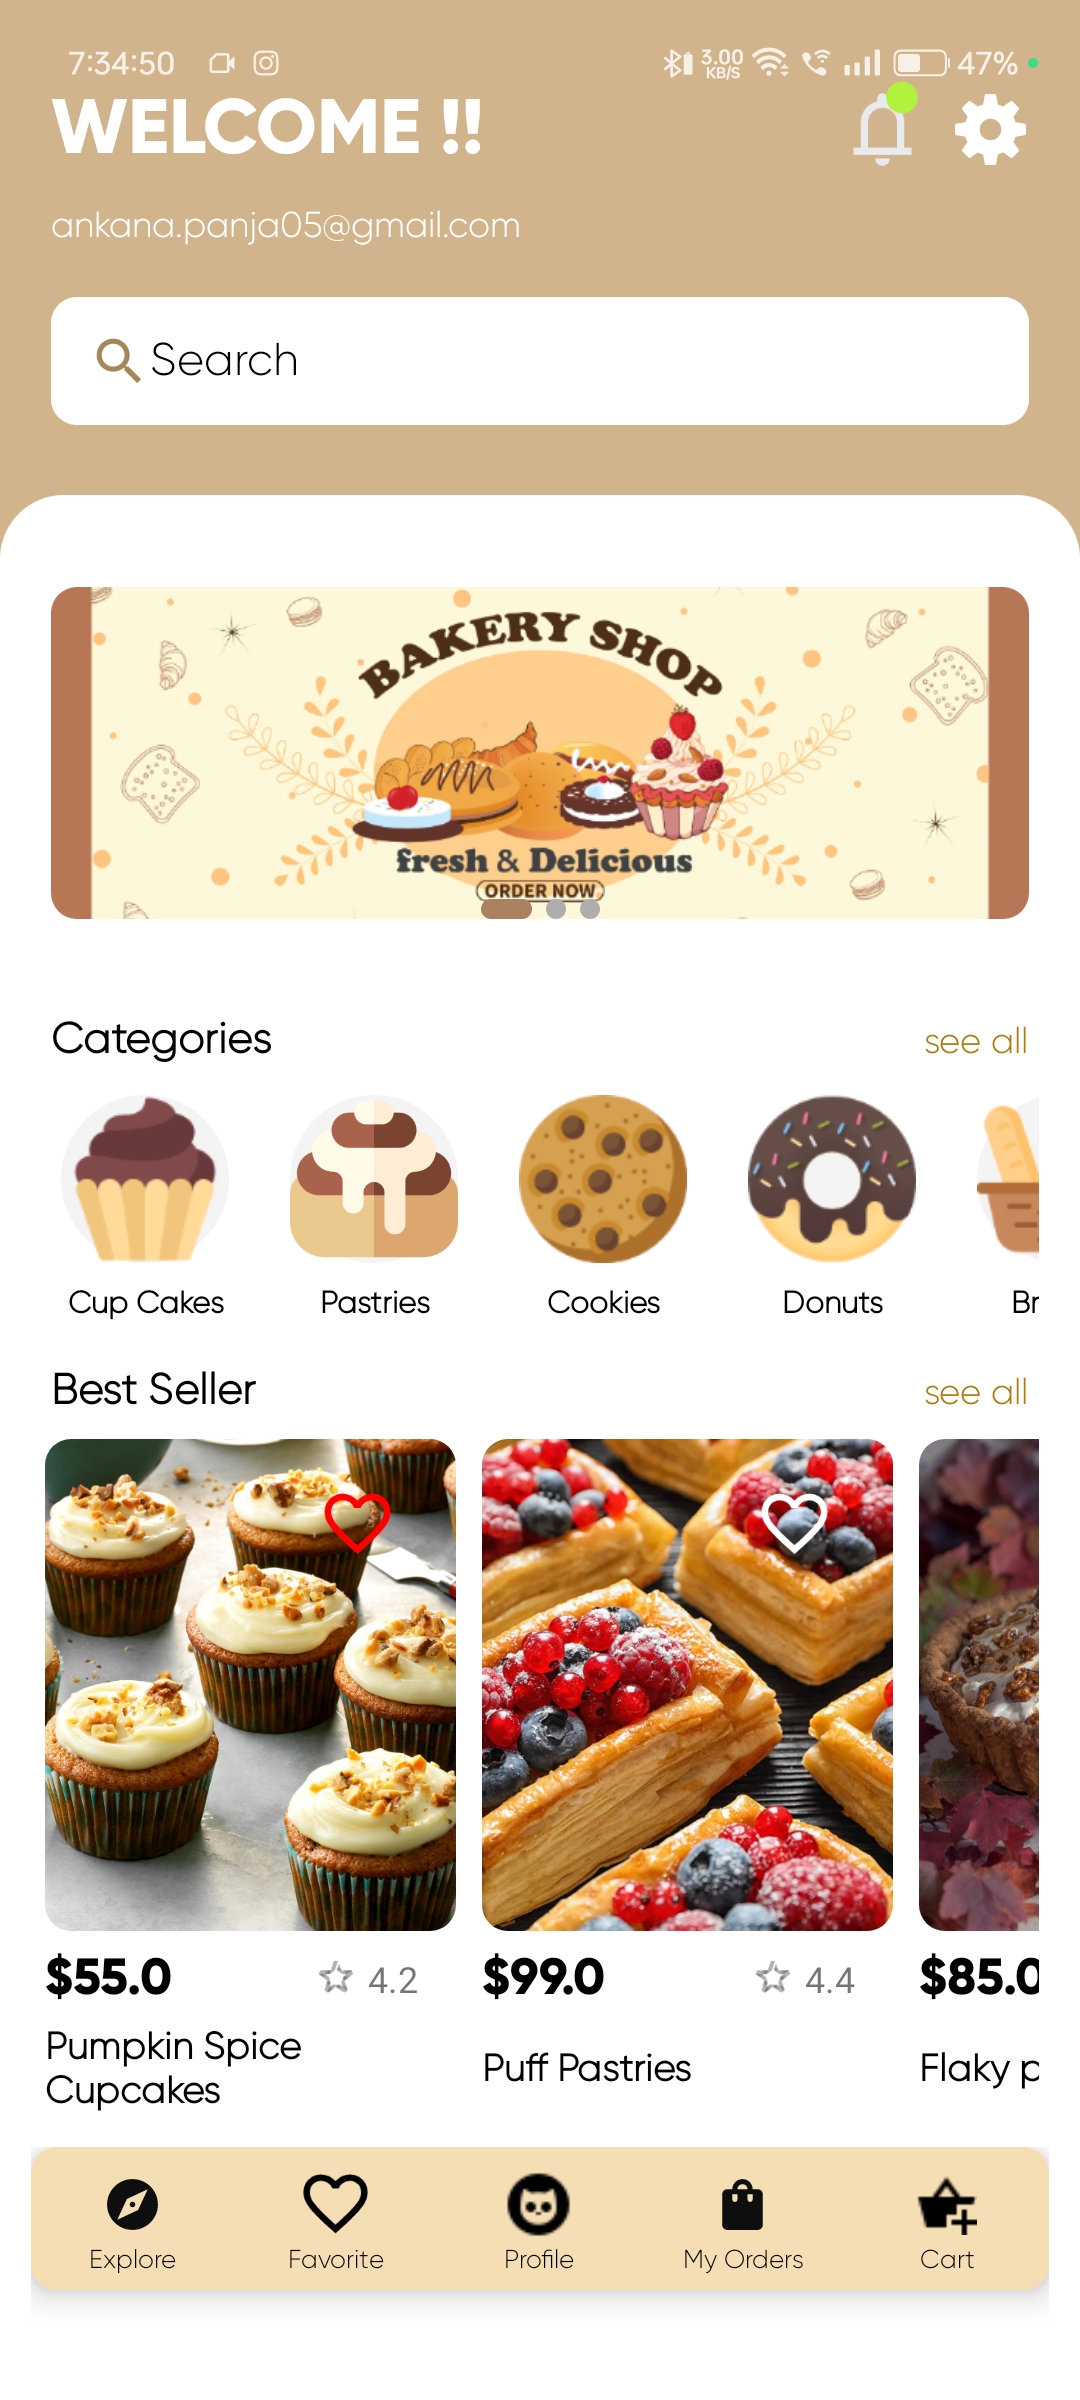 7:34:50 3.00 KB/S 47%
WELCOME !!
ankana.panja05@gmail.com
Search
BAKERY SHOP
fresh & Delicious
ORDER NOW
Categories see all
Cup Cakes Pastries Cookies Donuts Br
Best Seller see all
$55.0 4.2 $99.0 4.4 $85.0
Pumpkin Spice
Cupcakes
Puff Pastries
Flaky p
Explore Favorite Profile My Orders Cart